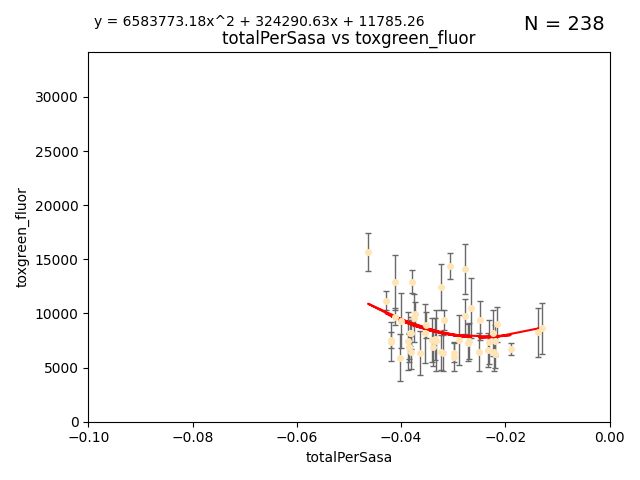 y = 6583773.18x^2 + 324290.63x + 11785.26
N = 238
totalPerSasa vs toxgreen_fluor
30000
25000
20000
15000
10000
5000
0
toxgreen_fluor
−0.10
−0.08
−0.06
−0.04
−0.02
0.00
totalPerSasa